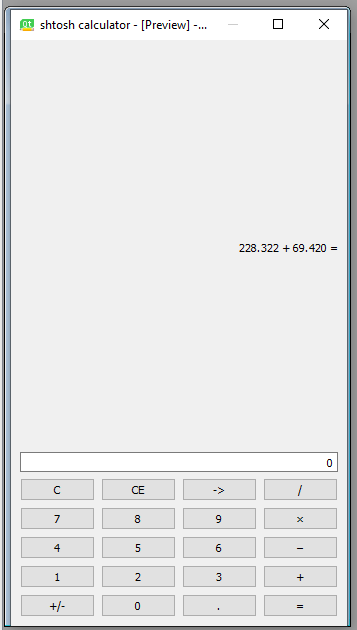 shtosh calculator - [Preview] -...
228.322 + 69.420 =
0
C CE -> /
7 8 9 ×
4 5 6 −
1 2 3 +
+/- 0 . =